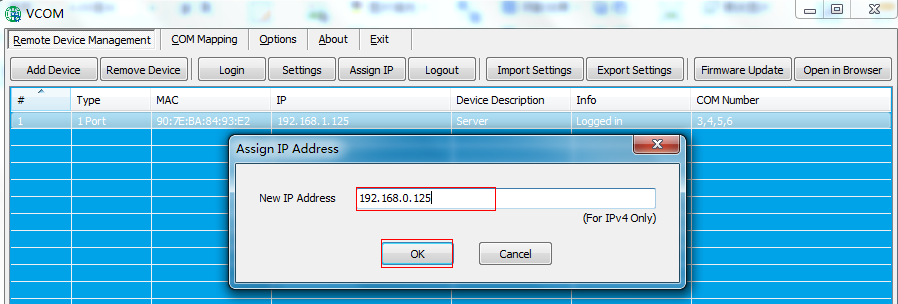 VCOM
Remote Device Management COM Mapping Options About Exit
Add Device Remove Device Login Settings Assign IP Logout Import Settings Export Settings Firmware Update Open in Browser
# Type MAC IP Device Description Info COM Number
1 1 Port 90:7E:BA:84:93:E2 192.168.1.125 Server Logged in 3,4,5,6
Assign IP Address
New IP Address 192.168.0.125
(For IPv4 Only)
OK Cancel